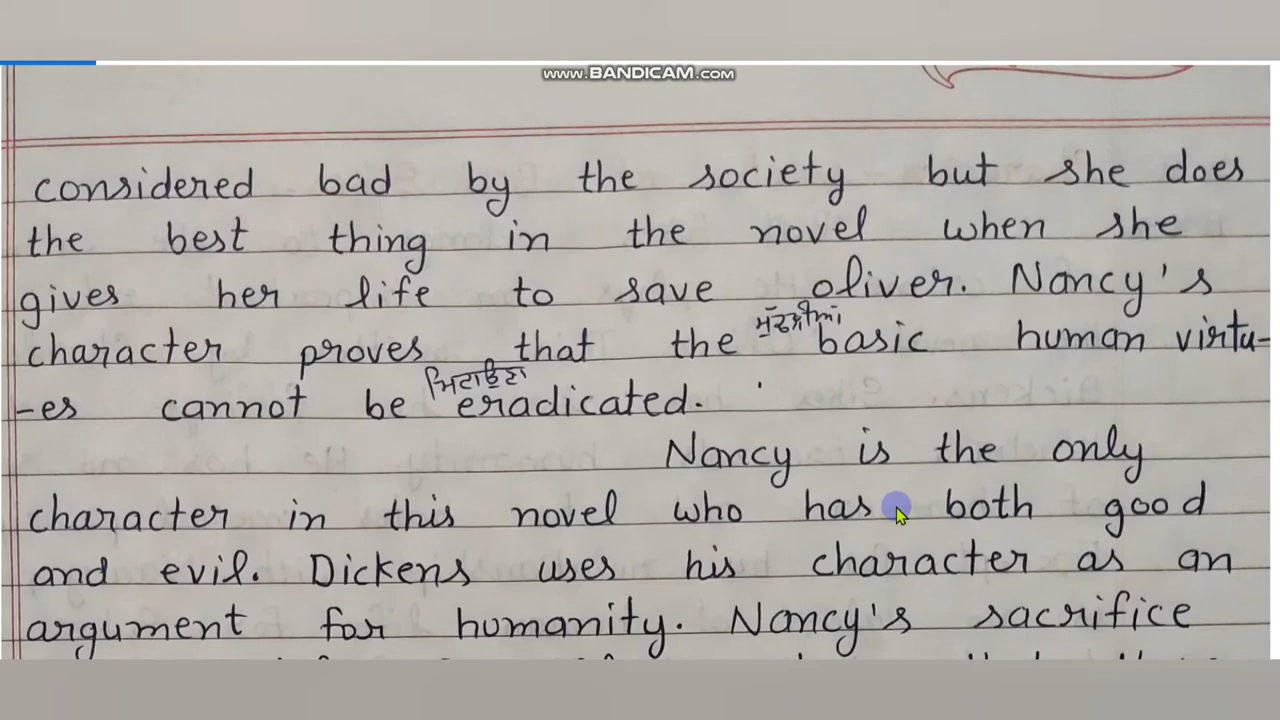 www.BANDICAM.com
considered bad by the society but she does
the best thing in the novel when she
gives her life to save oliver. Nancy's
character proves that the basic human virtu-
ਮਿਟਾਉਣਾ
-es cannot be eradicated.
Nancy is the only
character in this novel who has both good
and evil. Dickens uses his character as an
argument for humanity. Nancy's sacrifice